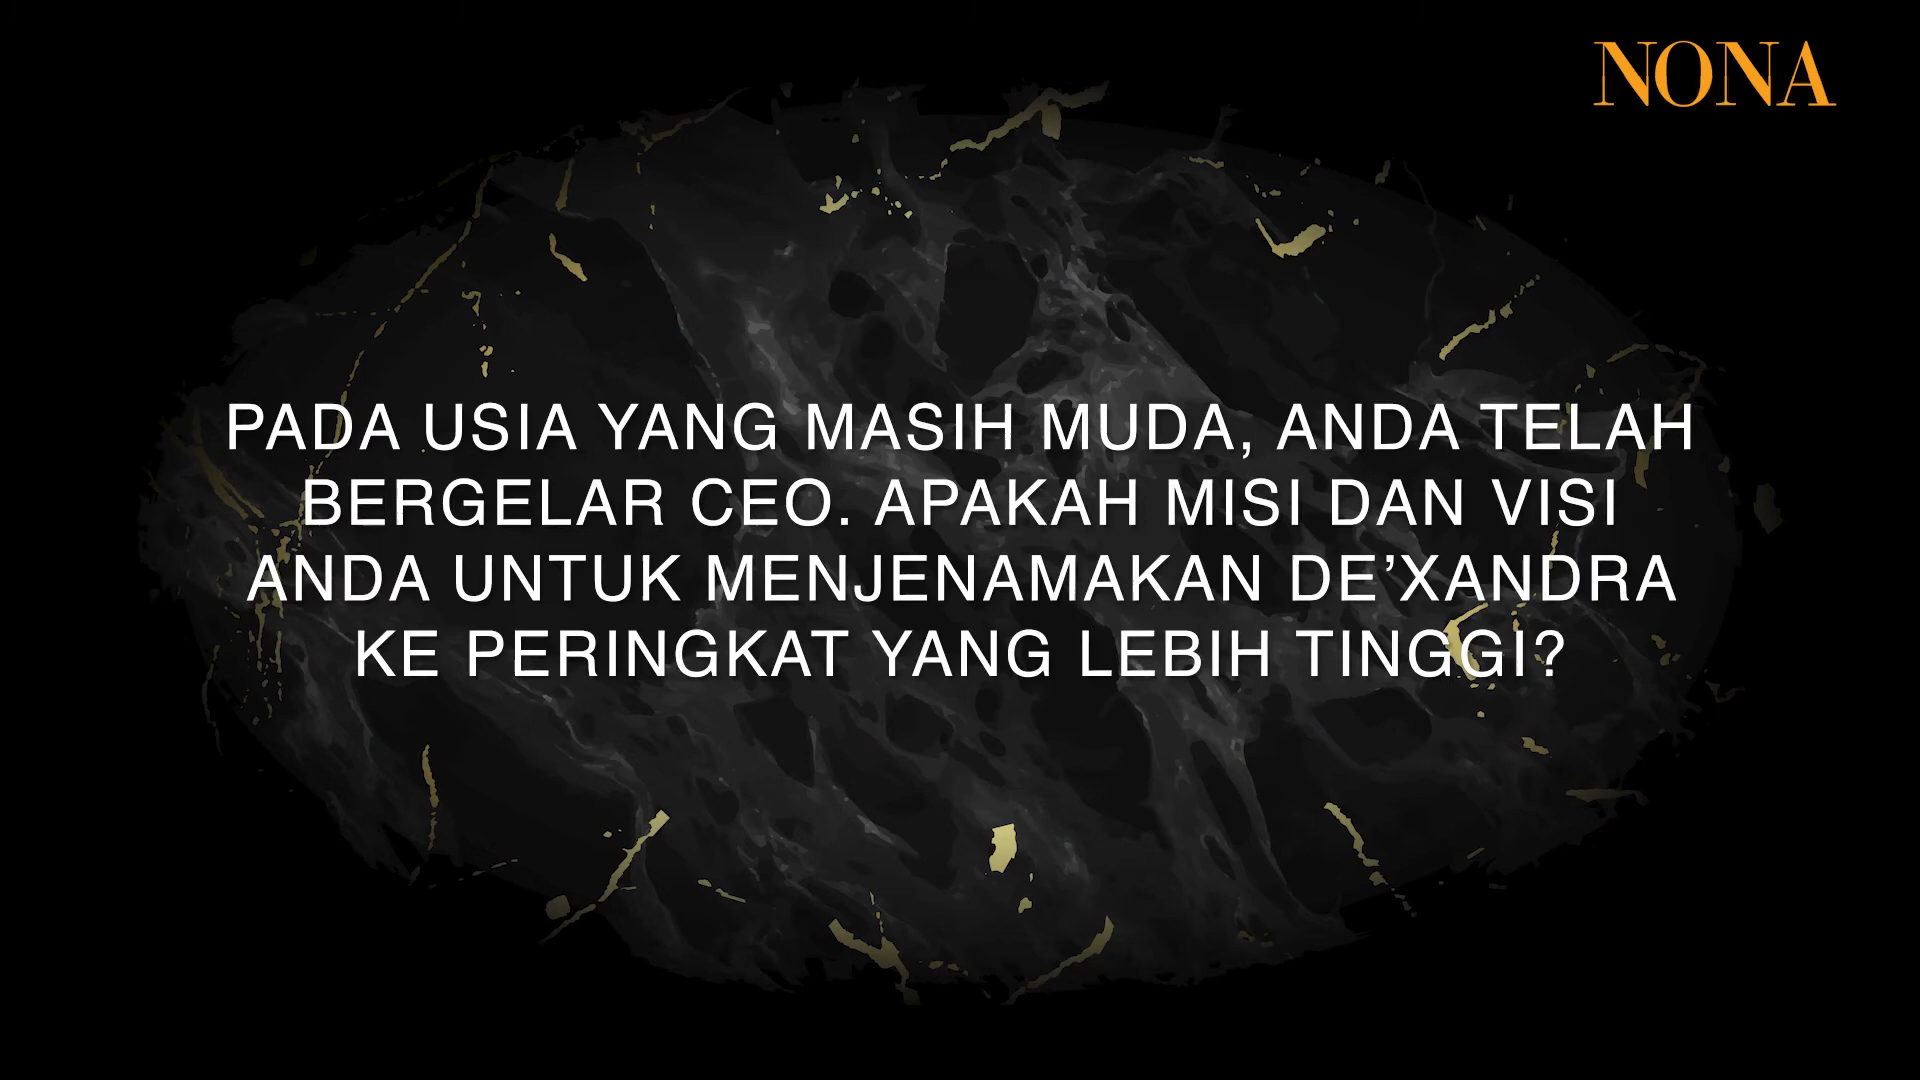 NONA
PADA USIA YANG MASIH MUDA, ANDA TELAH
BERGELAR CEO. APAKAH MISI DAN VISI
ANDA UNTUK MENJENAMAKAN DE’XANDRA
KE PERINGKAT YANG LEBIH TINGGI?